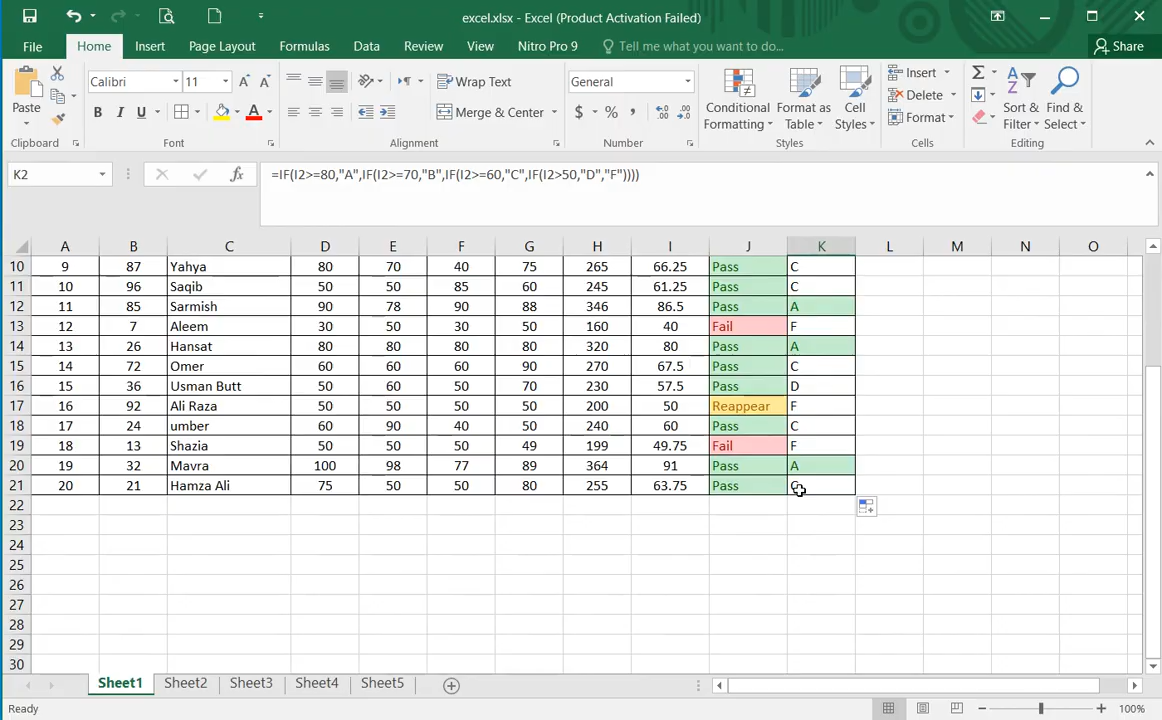 excel.xlsx - Excel (Product Activation Failed)
File Home Insert Page Layout Formulas Data Review View Nitro Pro 9 Tell me what you want to do... Share
Paste Calibri 11 Wrap Text General Conditional Formatting Format as Table Cell Styles Insert Sort & Filter Find & Select
B I U Merge & Center $ % , Delete
Format
Clipboard Font Alignment Number Styles Cells Editing
K2 fx =IF(I2>=80,"A",IF(I2>=70,"B",IF(I2>=60,"C",IF(I2>50,"D","F"))))
A B C D E F G H I J K L M N O
10 9 87 Yahya 80 70 40 75 265 66.25 Pass C
11 10 96 Saqib 50 50 85 60 245 61.25 Pass C
12 11 85 Sarmish 90 78 90 88 346 86.5 Pass A
13 12 7 Aleem 30 50 30 50 160 40 Fail F
14 13 26 Hansat 80 80 80 80 320 80 Pass A
15 14 72 Omer 60 60 60 90 270 67.5 Pass C
16 15 36 Usman Butt 50 60 50 70 230 57.5 Pass D
17 16 92 Ali Raza 50 50 50 50 200 50 Reappear F
18 17 24 umber 60 90 40 50 240 60 Pass C
19 18 13 Shazia 50 50 50 49 199 49.75 Fail F
20 19 32 Mavra 100 98 77 89 364 91 Pass A
21 20 21 Hamza Ali 75 50 50 80 255 63.75 Pass C
22
23
24
25
26
27
28
29
30
Sheet1 Sheet2 Sheet3 Sheet4 Sheet5
Ready 100%